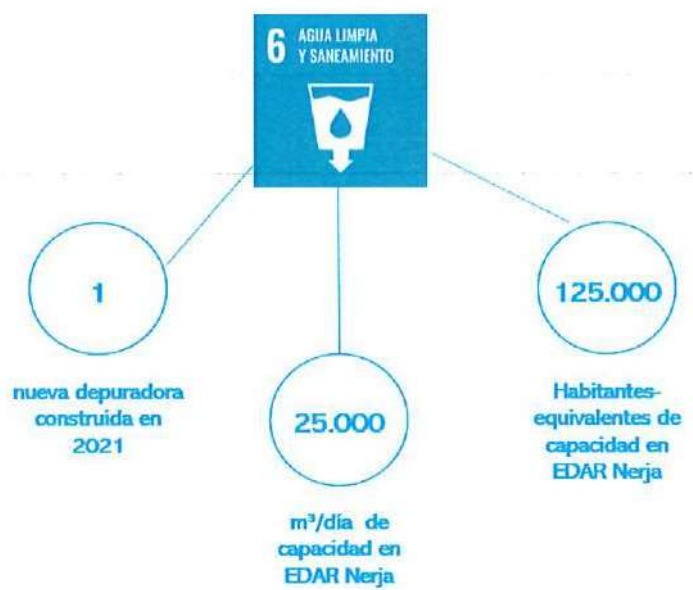 6 AGUA LIMPIA
Y SANEAMIENTO
1
nueva depuradora
construida en
2021
25.000
m³/día de
capacidad en
EDAR Nerja
125.000
Habitantes-
equivalentes de
capacidad en
EDAR Nerja